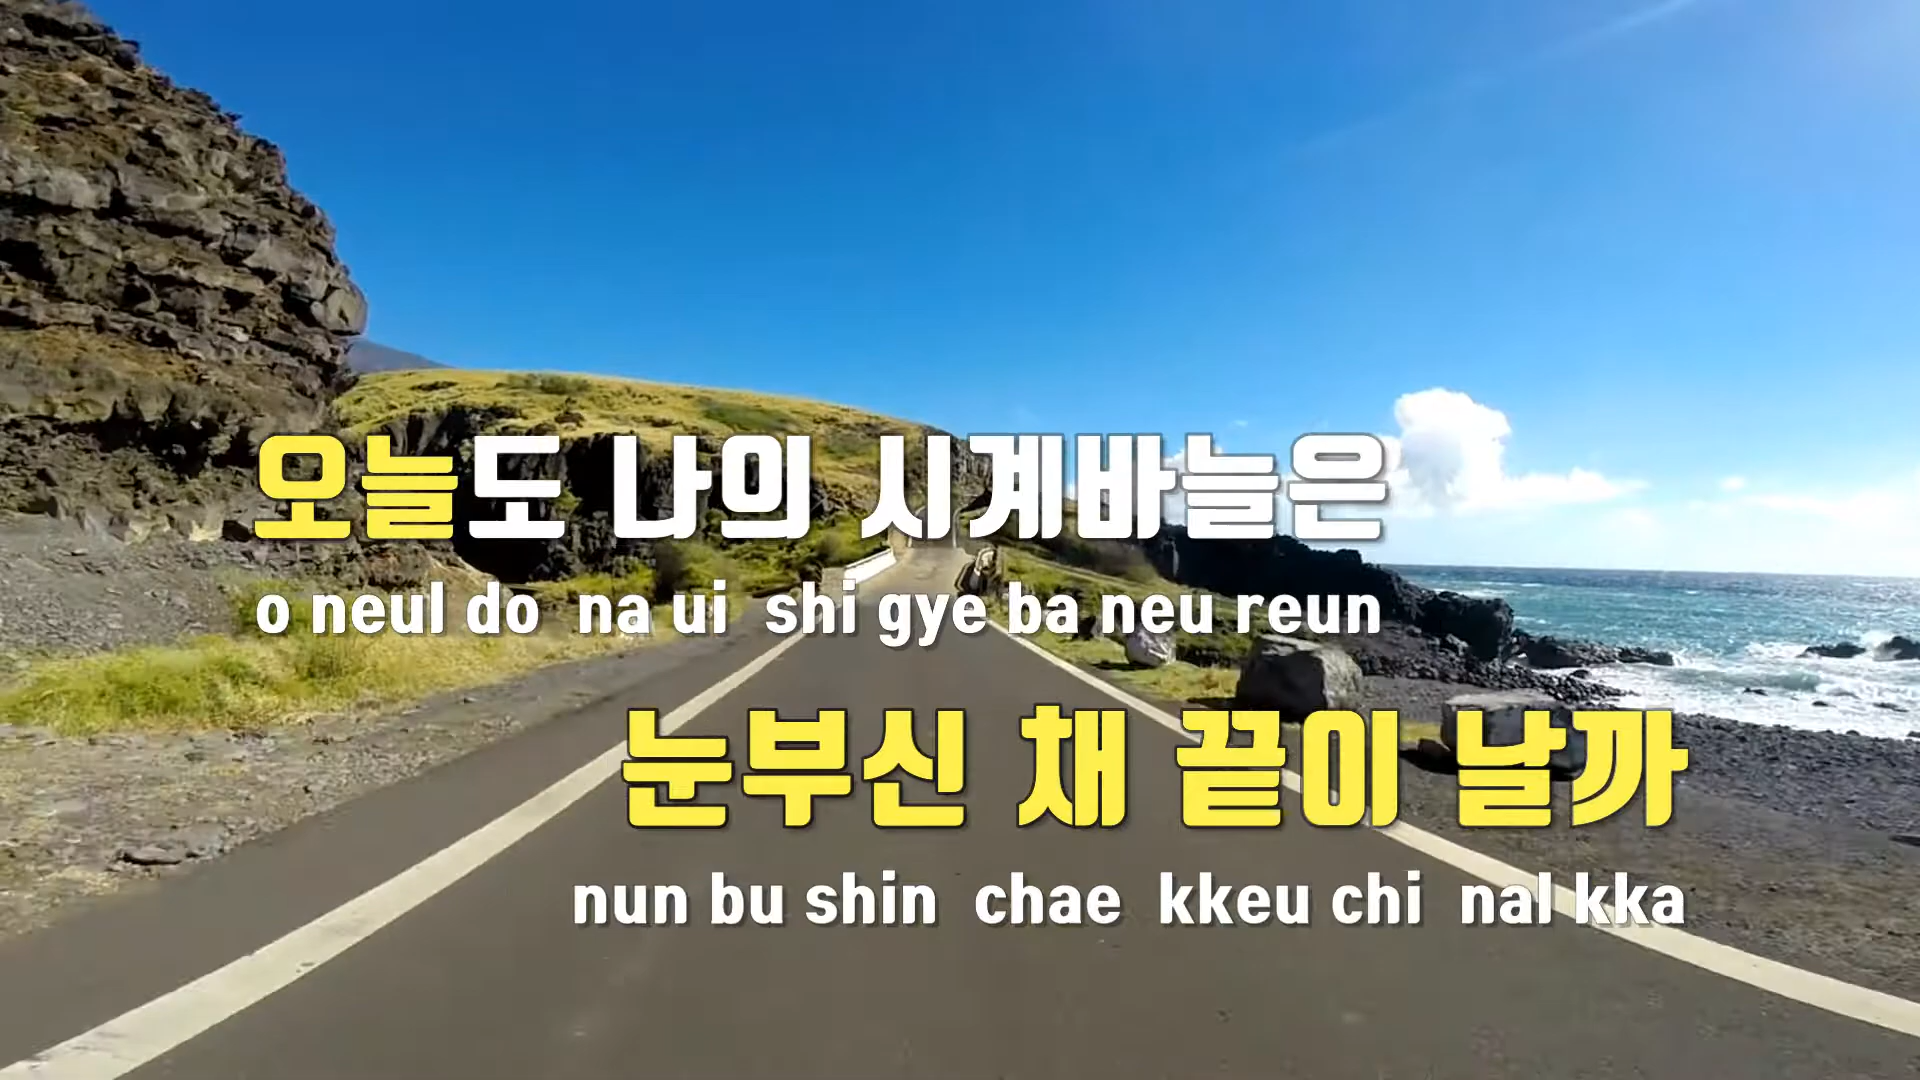 오늘도 나의 시계바늘은
o neul do na ui shi gye ba neu reun
눈부신 채 끝이 날까
nun bu shin chae kkeu chi nal kka